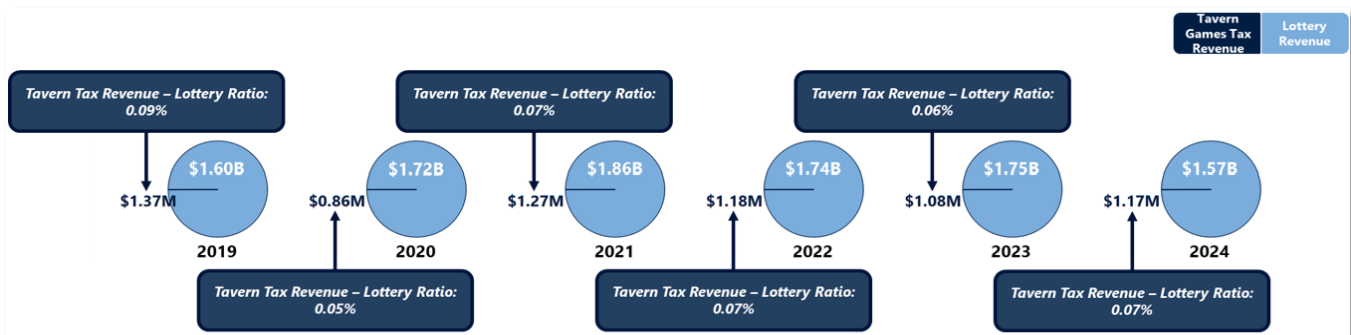 Tavern
Games Tax
Revenue
Lottery
Revenue
Tavern Tax Revenue – Lottery Ratio:
0.09%
Tavern Tax Revenue – Lottery Ratio:
0.07%
Tavern Tax Revenue – Lottery Ratio:
0.06%
$1.60B
$1.72B
$1.86B
$1.74B
$1.75B
$1.57B
$1.37M
$0.86M
$1.27M
$1.18M
$1.08M
$1.17M
2019
2020
2021
2022
2023
2024
Tavern Tax Revenue – Lottery Ratio:
0.05%
Tavern Tax Revenue – Lottery Ratio:
0.07%
Tavern Tax Revenue – Lottery Ratio:
0.07%